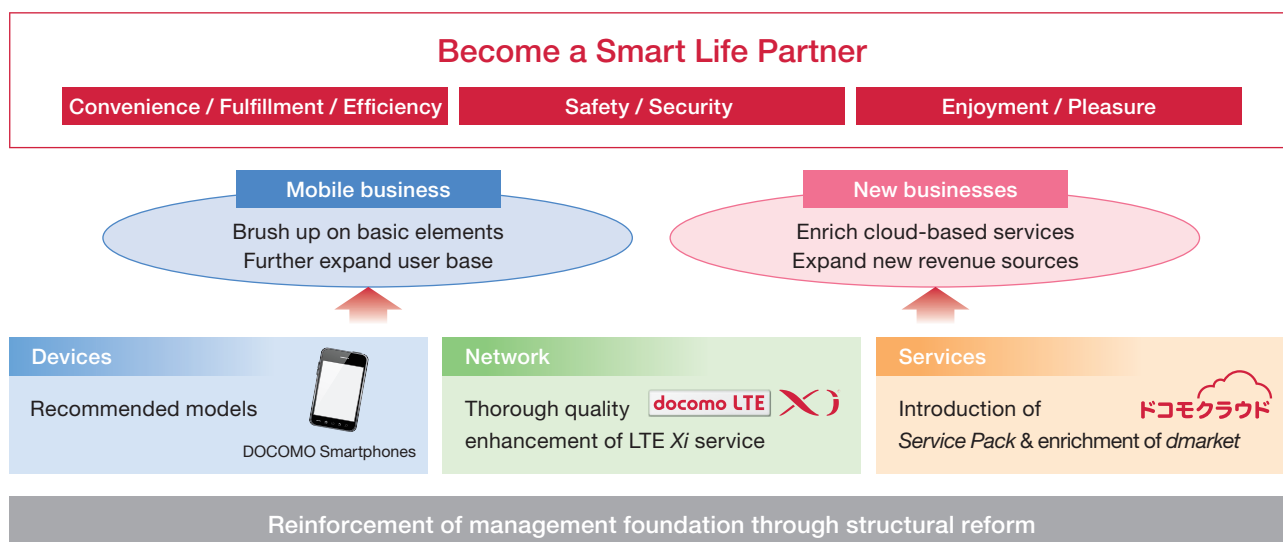 Become a Smart Life Partner
Convenience / Fulfillment / Efficiency
Safety / Security
Enjoyment / Pleasure
Mobile business
Brush up on basic elements
Further expand user base
New businesses
Enrich cloud-based services
Expand new revenue sources
Devices
Recommended models
DOCOMO Smartphones
Network
Thorough quality
docomo LTE Xi
enhancement of LTE Xi service
Services
Introduction of
ドコモクラウド
Service Pack & enrichment of dmarket
Reinforcement of management foundation through structural reform